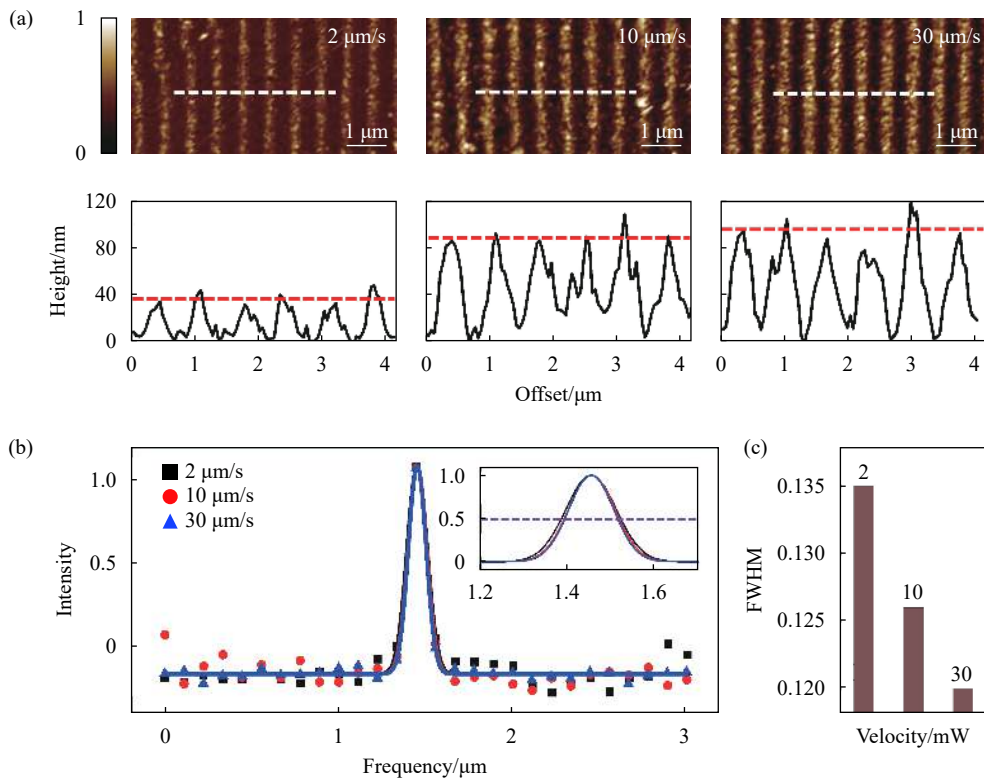 (a)
1
0
2 μm/s
1 μm
10 μm/s
1 μm
30 μm/s
1 μm
Height/nm
120
80
40
0
0 1 2 3 4
0 1 2 3 4
0 1 2 3 4
Offset/μm
(b)
Intensity
1.0
0
2 μm/s
10 μm/s
30 μm/s
1.0
0.5
0
1.2 1.4 1.6
0 1 2 3
Frequency/μm
(c)
FWHM
0.135
0.130
0.125
0.120
2
10
30
Velocity/mW